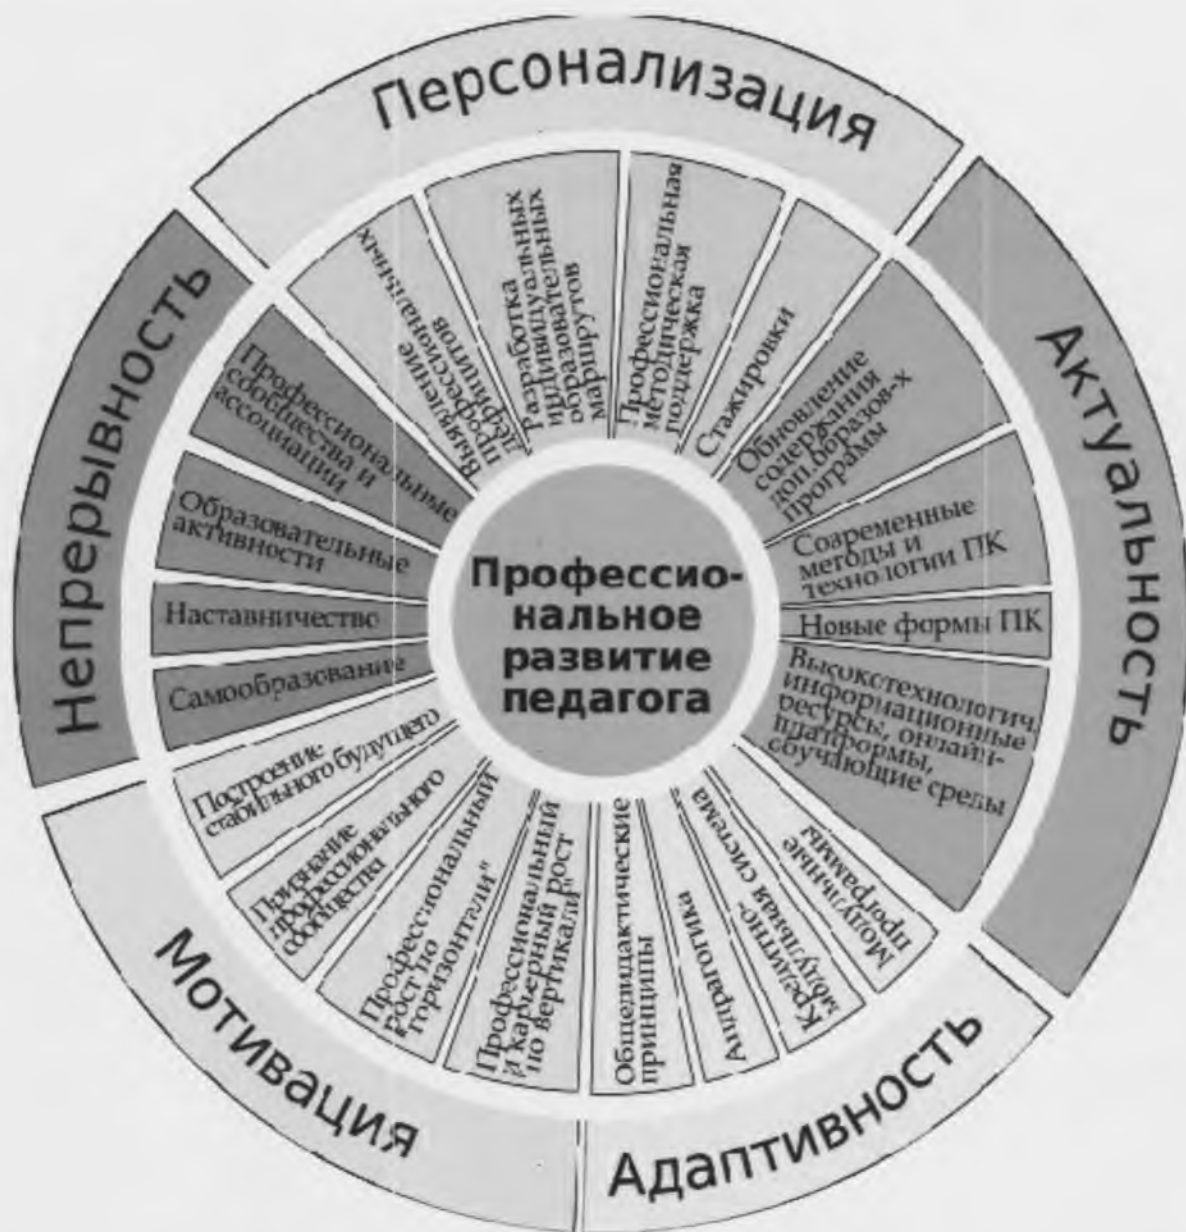 Персонализация
Актуальность
Адаптивность
Мотивация
Непрерывность
Профессио-
нальное
развитие
педагога
Выявление
профессиональных
дефицитов
Разработка
индивидуальных
образовательных
маршрутов
Профессиональная
методическая
поддержка
Стажировки
Обновление
содержания
доп.образов-х
программ
Современные
методы и
технологии ПК
Новые формы ПК
Высокотехнологич.
информационные
ресурсы, онлайн-
платформы,
обучающие среды
Модульные
программы
Кредитно-
модульная система
Андрагогика
Общедидактические
принципы
Профессиональный
и карьерный рост
"по вертикали"
Профессиональный
рост по
"горизонтали"
Признание
профессионального
сообщества
Построение
стабильного будущего
Самообразование
Наставничество
Образовательные
активности
Профессиональные
сообщества и
ассоциации